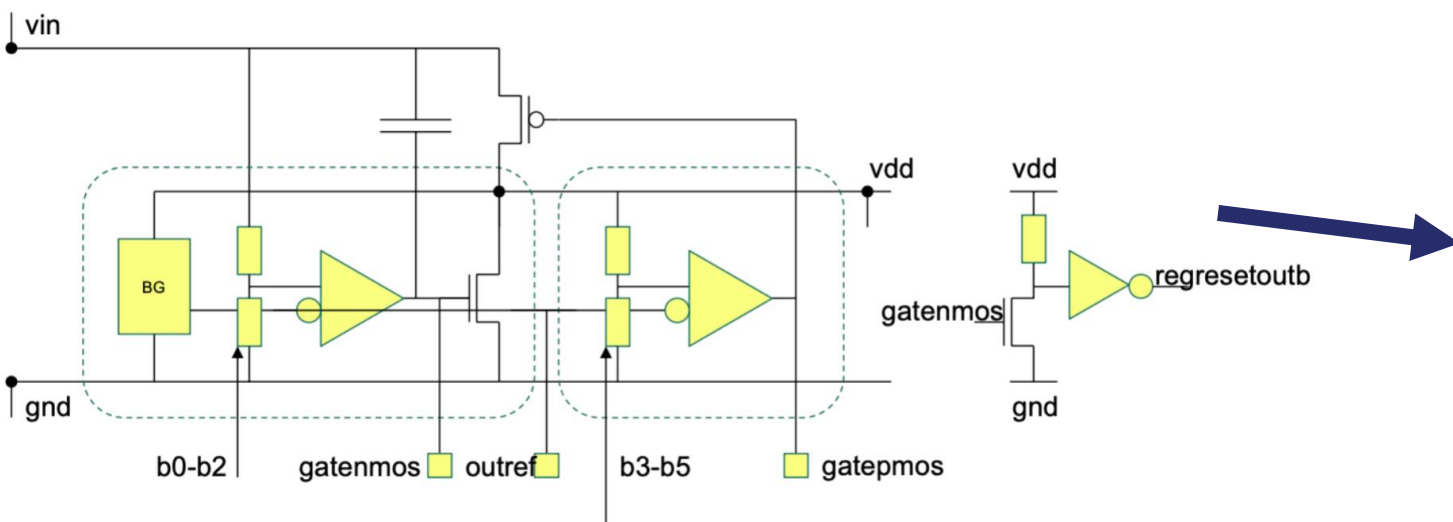 vin
vdd
vdd
BG
regresetoutb
gatenmos
gnd
gnd
b0-b2
gatenmos
outref
b3-b5
gatepmos